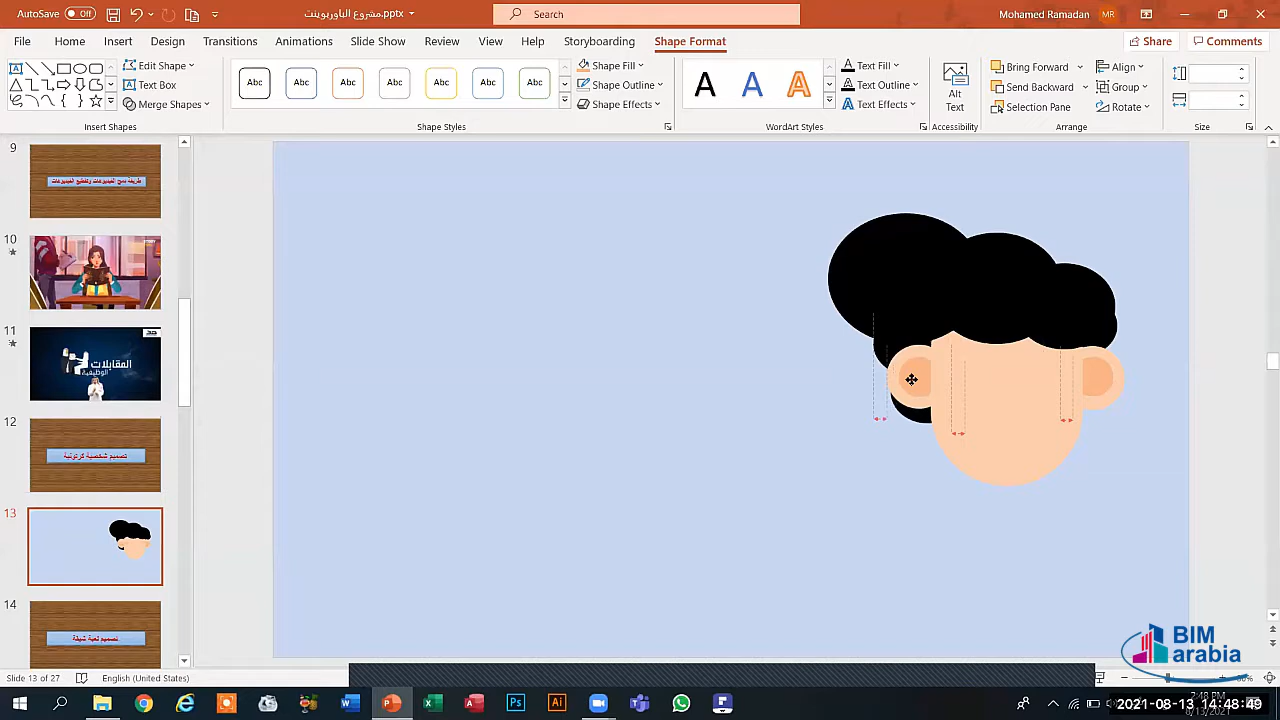 AutoSave Off
مشروع الباوربوينت.pptx
Search
Mohamed Ramadan MR
File Home Insert Design Transitions Animations Slide Show Review View Help Storyboarding Shape Format
Share Comments
Edit Shape
Text Box
Merge Shapes
Insert Shapes
Abc Abc Abc Abc Abc Abc Abc
Shape Fill
Shape Outline
Shape Effects
Shape Styles
A A A
Text Fill
Text Outline
Text Effects
WordArt Styles
Alt
Text
Accessibility
Bring Forward
Send Backward
Selection Pane
Align
Group
Rotate
Arrange
Size
9
10
11
المقابلات
الوظيفية
12
تصميم شخصية كرتونية
13
14
BIM
arabia
Slide 13 of 27 English (United States)
W P X A Ps Ai
2021-08-13 14:48:49